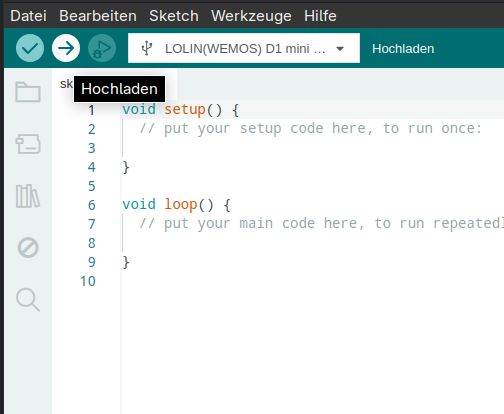 Datei Bearbeiten Sketch Werkzeuge Hilfe
LOLIN(WEMOS) D1 mini ... Hochladen
sk
Hochladen
1 void setup() {
2 // put your setup code here, to run once:
3
4 }
5
6 void loop() {
7 // put your main code here, to run repeatedl
8
9 }
10